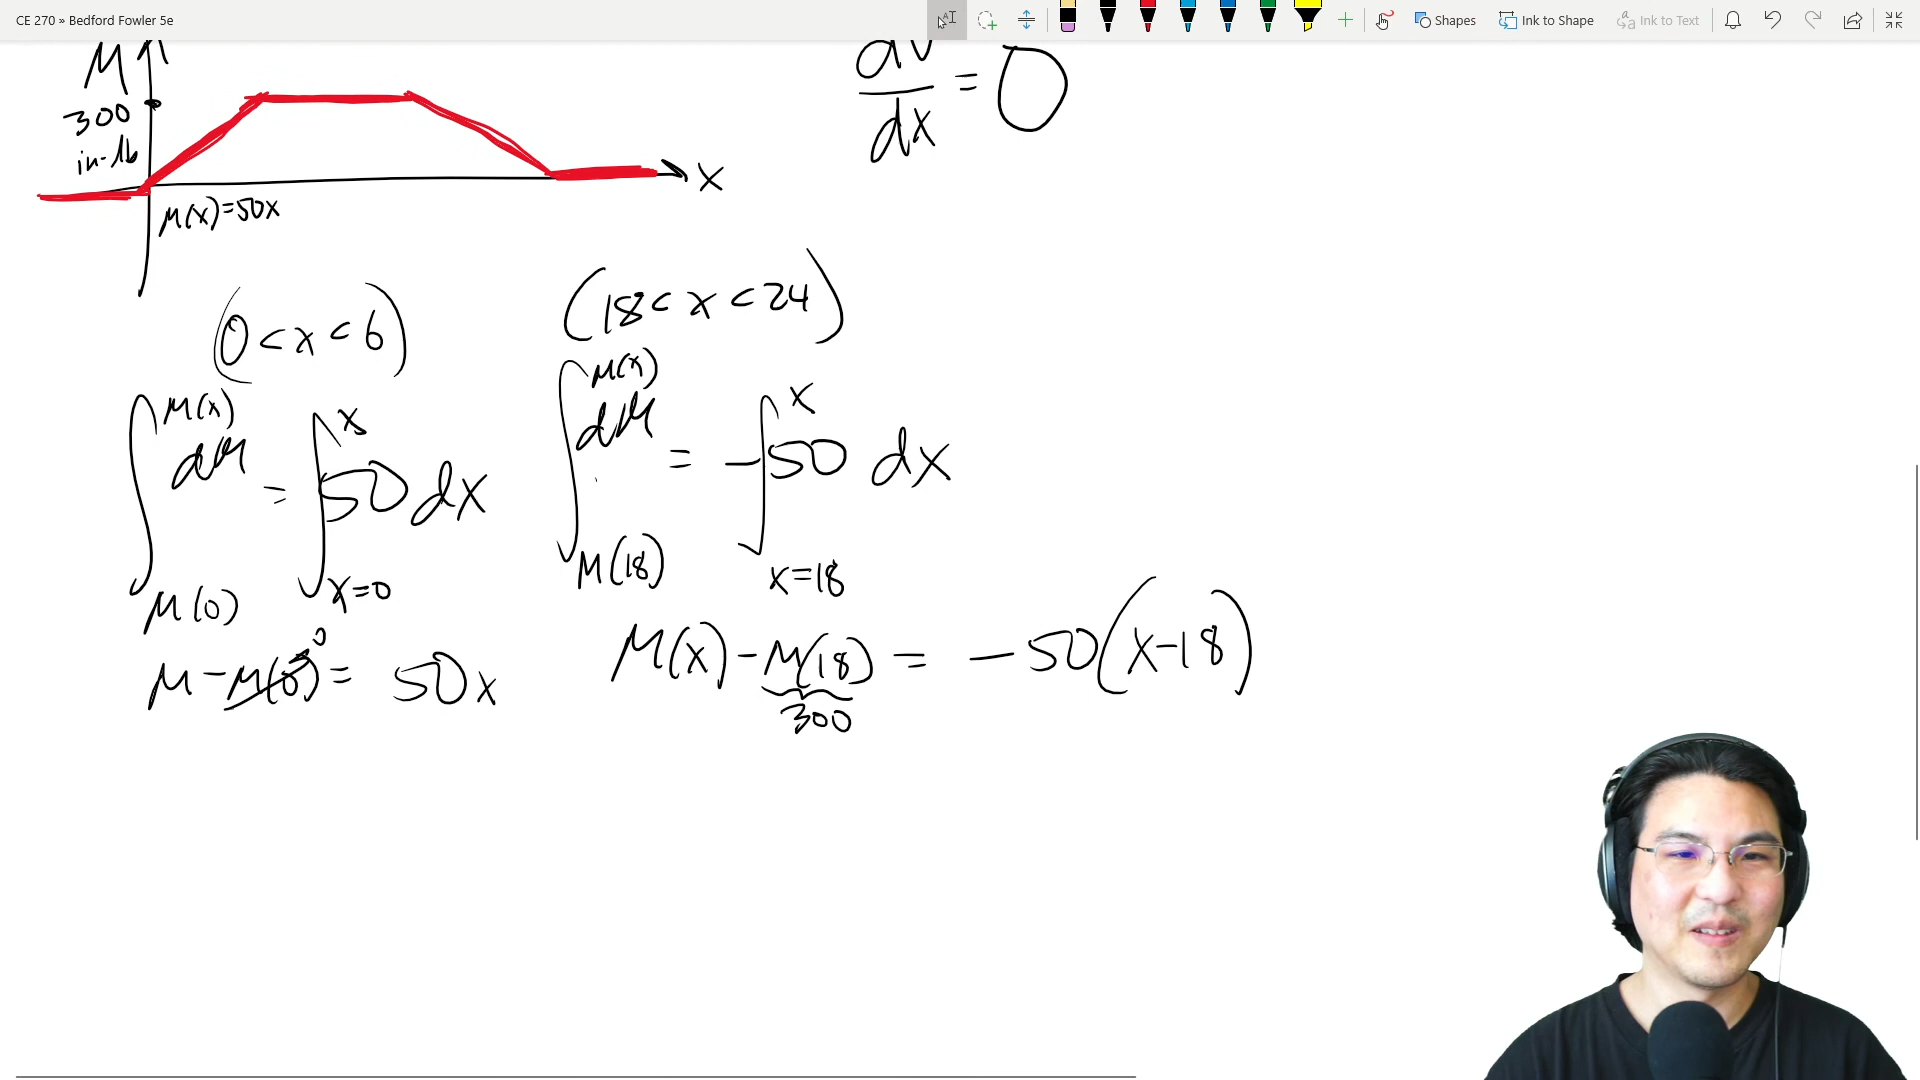 CE 270 » Bedford Fowler 5e
Shapes
Ink to Shape
Ink to Text
M
300
in-lb
x
M(x)=50x
dV/dx = 0
(0 < x < 6)
∫_{M(0)}^{M(x)} dM = ∫_{x=0}^{x} 50 dx
M - M(0) 0 = 50x
(18 < x < 24)
∫_{M(18)}^{M(x)} dM = -∫_{x=18}^{x} 50 dx
M(x) - M(18) = -50(x-18)
300